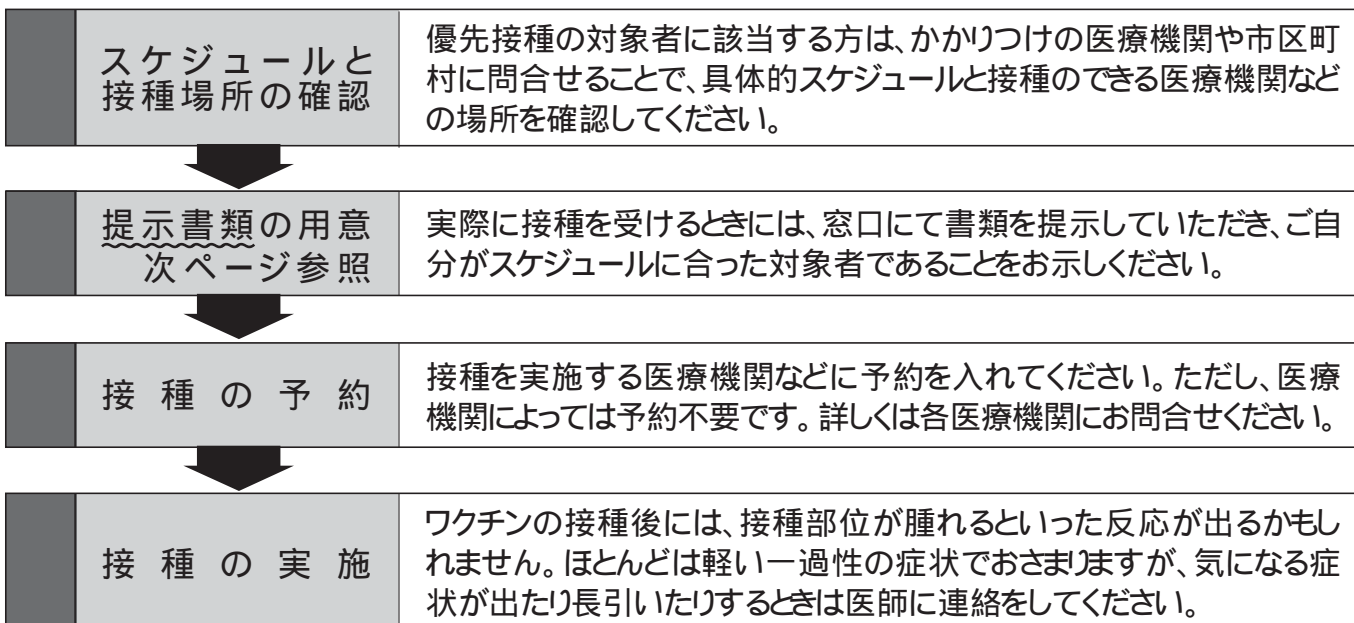 スケジュールと
接種場所の確認
優先接種の対象者に該当する方は、かかりつけの医療機関や市区町
村に問合せることで、具体的スケジュールと接種のできる医療機関など
の場所を確認してください。
提示書類の用意
次ページ参照
実際に接種を受けるときには、窓口にて書類を提示していただき、ご自
分がスケジュールに合った対象者であることをお示しください。
接種の予約
接種を実施する医療機関などに予約を入れてください。ただし、医療
機関によっては予約不要です。詳しくは各医療機関にお問合せください。
接種の実施
ワクチンの接種後には、接種部位が腫れるといった反応が出るかもし
れません。ほとんどは軽い一過性の症状でおさまりますが、気になる症
状が出たり長引いたりするときは医師に連絡をしてください。